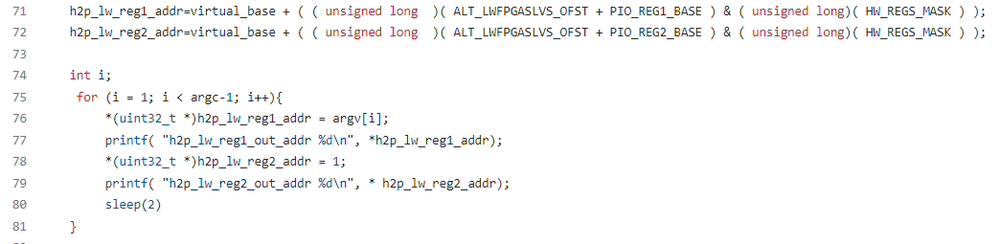 71 h2p_lw_reg1_addr=virtual_base + ( ( unsigned long  )( ALT_LWFPGASLVS_OFST + PIO_REG1_BASE ) & ( unsigned long)( HW_REGS_MASK ) );
72 h2p_lw_reg2_addr=virtual_base + ( ( unsigned long  )( ALT_LWFPGASLVS_OFST + PIO_REG2_BASE ) & ( unsigned long)( HW_REGS_MASK ) );
73
74 int i;
75  for (i = 1; i < argc-1; i++){
76     *(uint32_t *)h2p_lw_reg1_addr = argv[i];
77     printf( "h2p_lw_reg1_out_addr %d\n", *h2p_lw_reg1_addr);
78     *(uint32_t *)h2p_lw_reg2_addr = 1;
79     printf( "h2p_lw_reg2_out_addr %d\n", * h2p_lw_reg2_addr);
80     sleep(2)
81 }